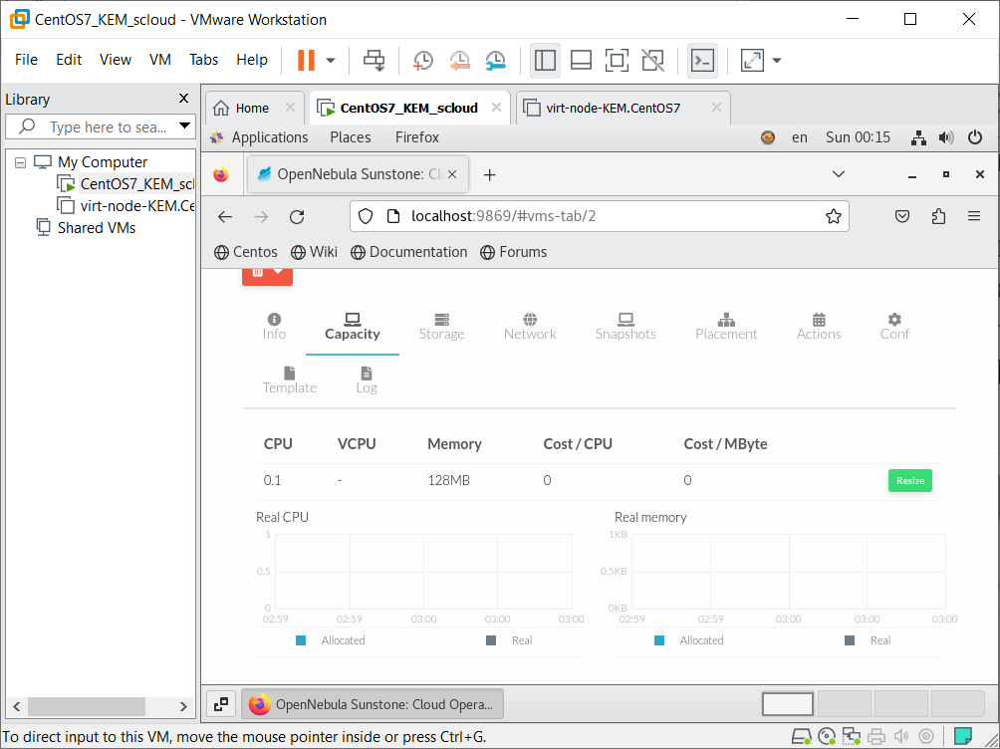 CentOS7_KEM_scloud - VMware Workstation
File Edit View VM Tabs Help
Library
Type here to sea...
My Computer
CentOS7_KEM_scl
virt-node-KEM.Ce
Shared VMs
Home CentOS7_KEM_scloud virt-node-KEM.CentOS7
Applications Places Firefox en Sun 00:15
OpenNebula Sunstone: Cl
localhost:9869/#vms-tab/2
Centos Wiki Documentation Forums
Info Capacity Storage Network Snapshots Placement Actions Conf
Template Log
CPU VCPU Memory Cost / CPU Cost / MByte
0.1 - 128MB 0 0 Resize
Real CPU Real memory
1 1KB
0.5 0.5KB
0 0KB
02:59 02:59 03:00 03:00 03:00 02:59 02:59 03:00 03:00 03:00
Allocated Real Allocated Real
OpenNebula Sunstone: Cloud Opera...
To direct input to this VM, move the mouse pointer inside or press Ctrl+G.